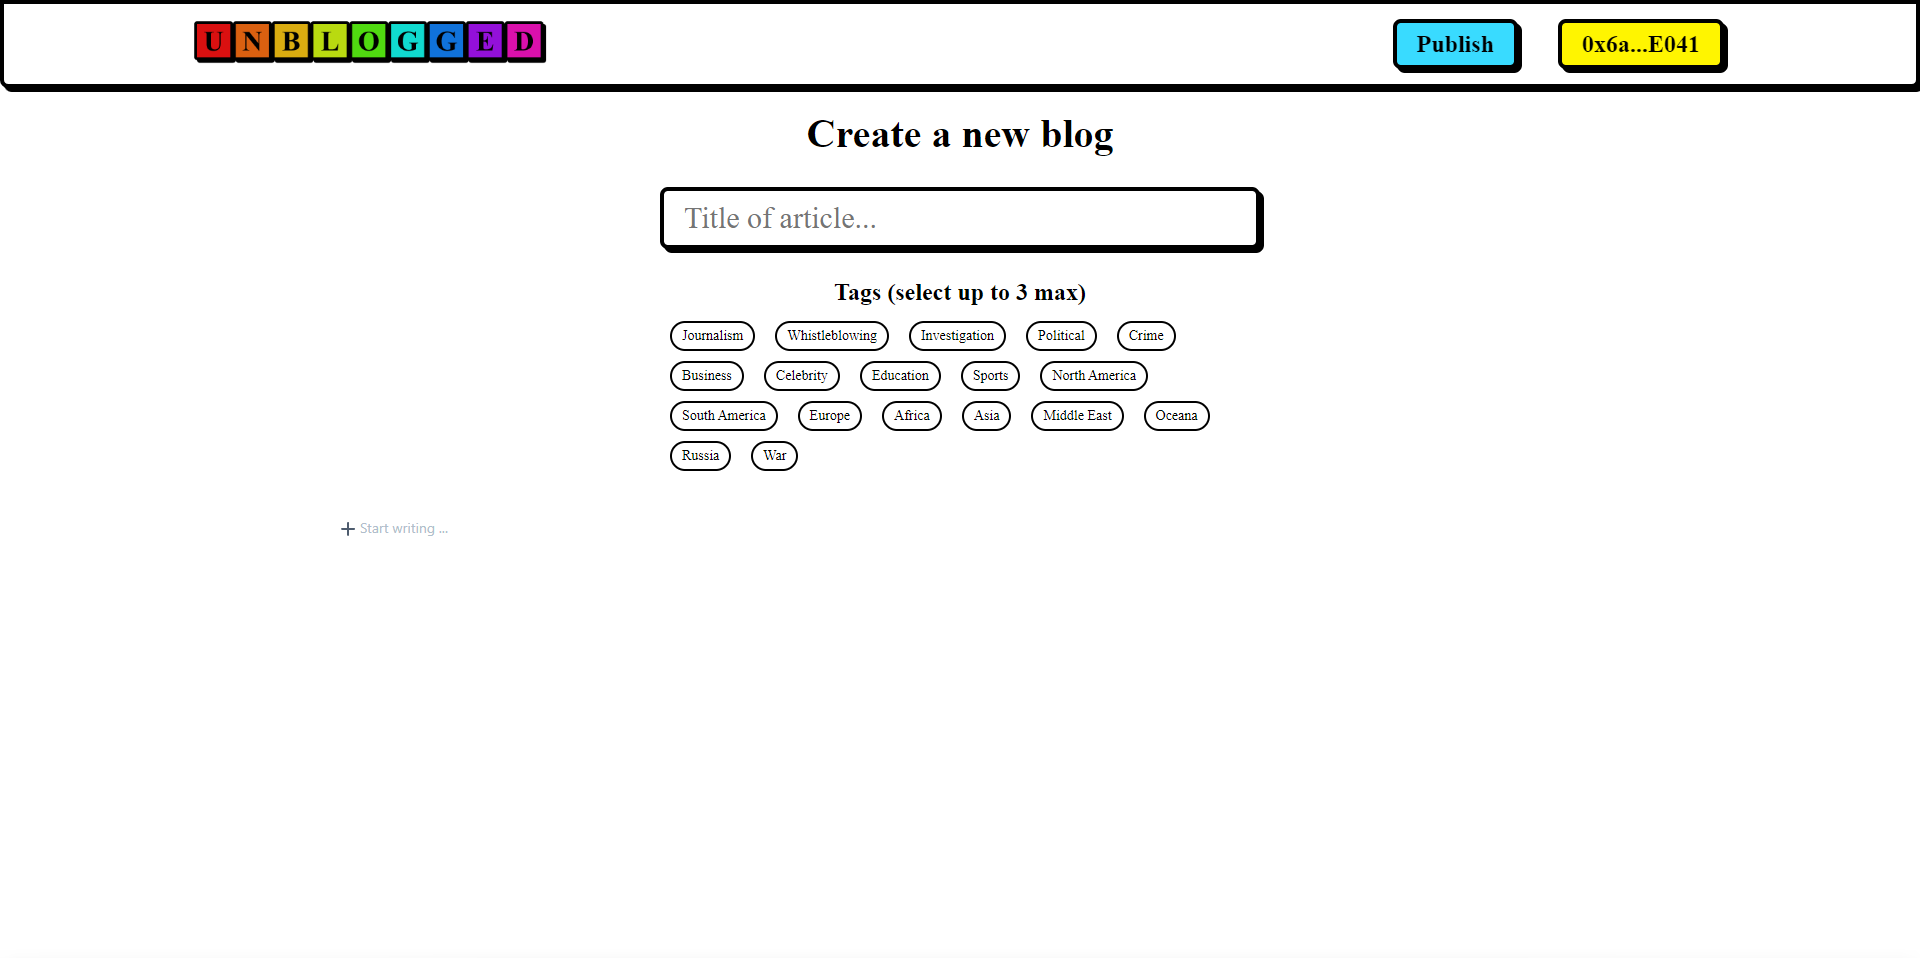 UNBLOGGED Publish 0x6a...E041
Create a new blog
Title of article...
Tags (select up to 3 max)
Journalism Whistleblowing Investigation Political Crime
Business Celebrity Education Sports North America
South America Europe Africa Asia Middle East Oceana
Russia War
+ Start writing ...